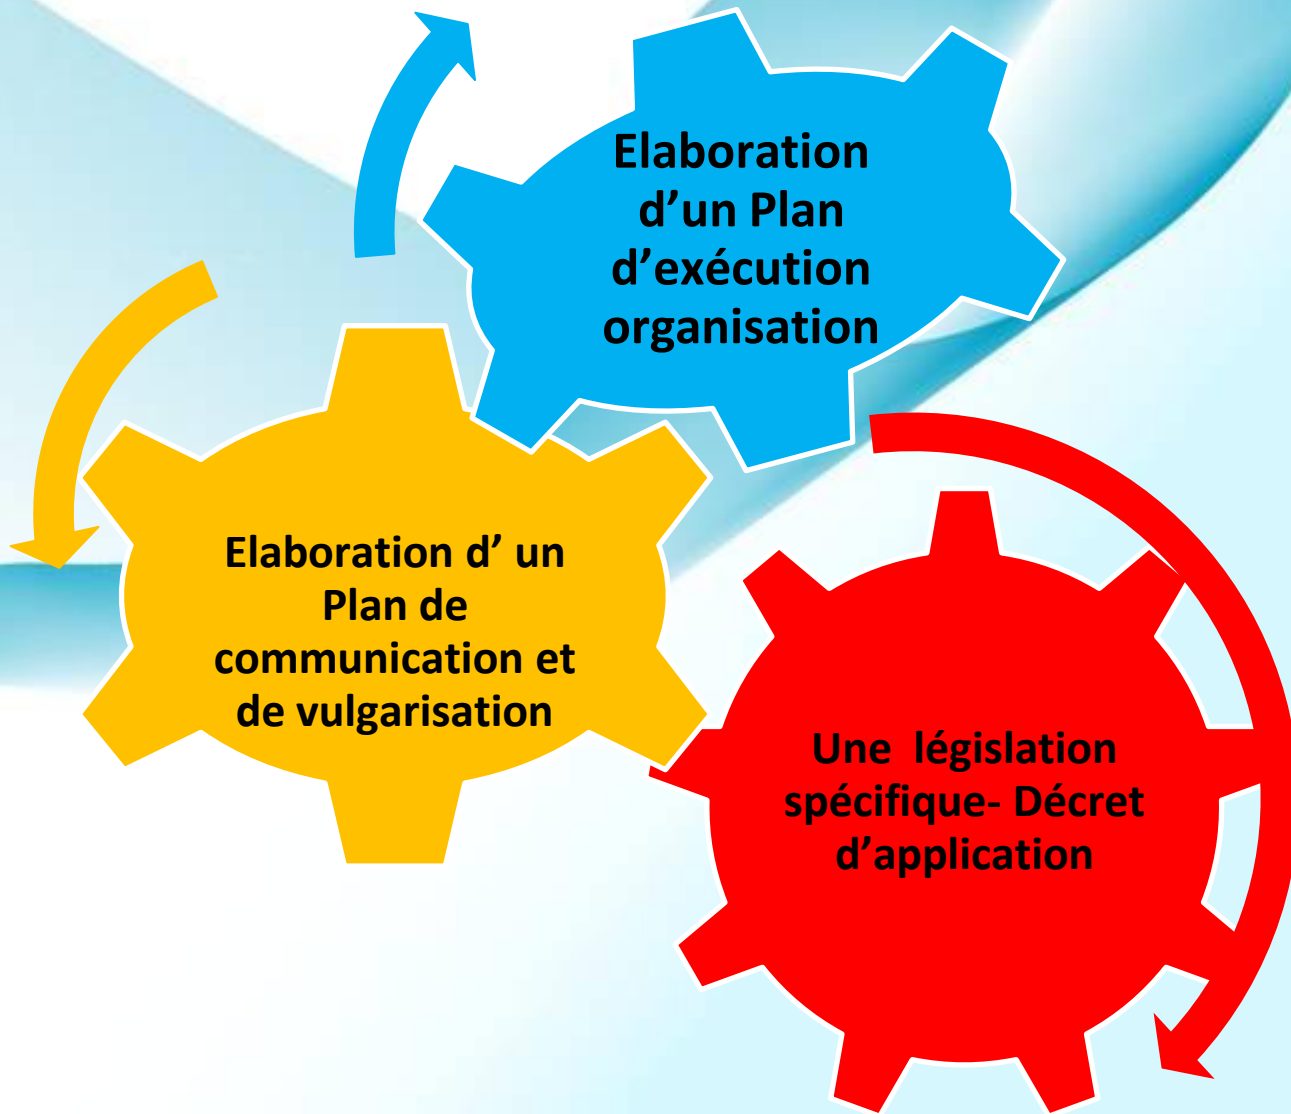 Elaboration
d’un Plan
d’exécution
organisation
Elaboration d’ un
Plan de
communication et
de vulgarisation
Une législation
spécifique- Décret
d’application